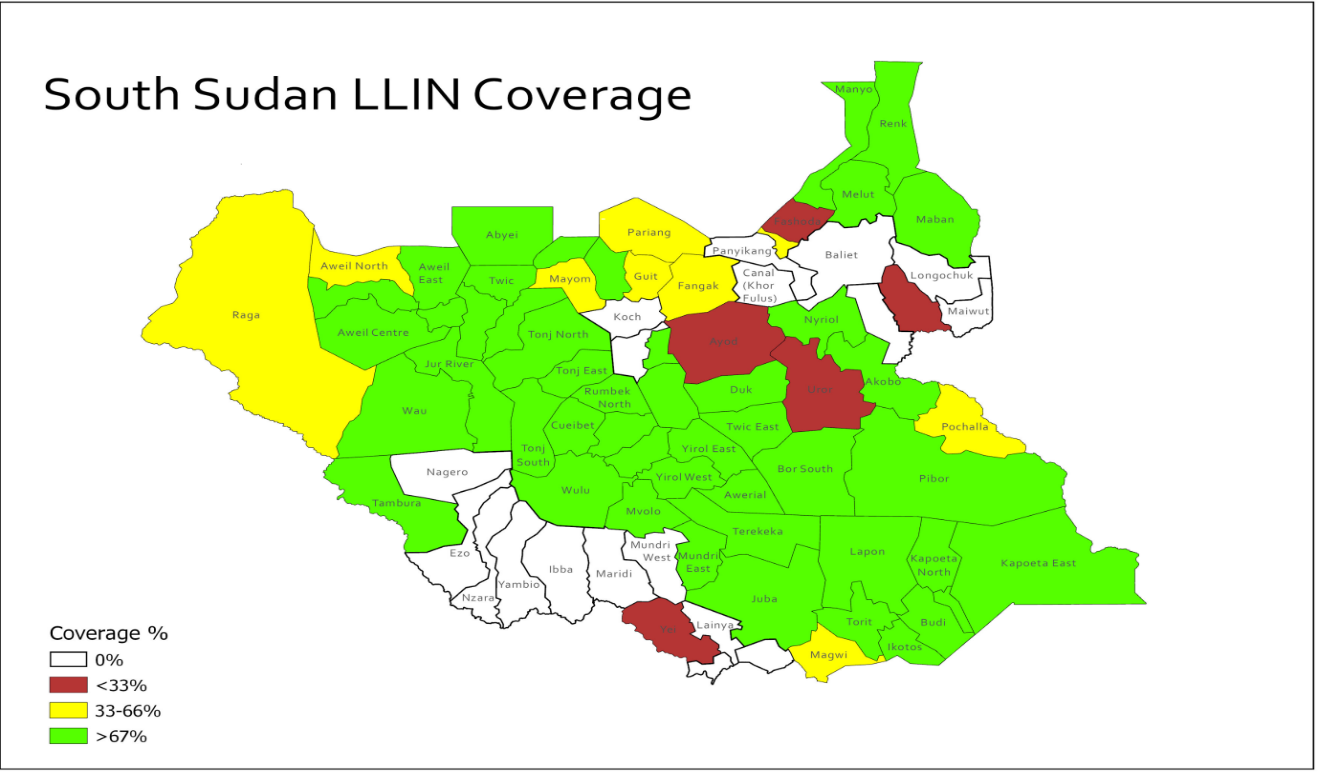 South Sudan LLIN Coverage
Manyo
Renk
Melut
Maban
Fashoda
Abyei
Pariang
Panyikang
Baliet
Longochuk
Aweil North
Aweil
East
Twic
Mayom
Guit
Fangak
Canal
(Khor
Fulus)
Maiwut
Raga
Aweil Centre
Koch
Nyriol
Tonj North
Ayod
Jur River
Tonj East
Rumbek
North
Duk
Uror
Akobo
Wau
Cueibet
Twic East
Pochalla
Tonj
South
Yirol East
Bor South
Nagero
Wulu
Yirol West
Awerial
Pibor
Tambura
Mvolo
Terekeka
Ezo
Mundri
West
Mundri
East
Lapon
Kapoeta
North
Kapoeta East
Ibba
Maridi
Yambio
Nzara
Juba
Yei
Lainya
Torit
Budi
Ikotos
Magwi
Coverage %
0%
<33%
33-66%
>67%